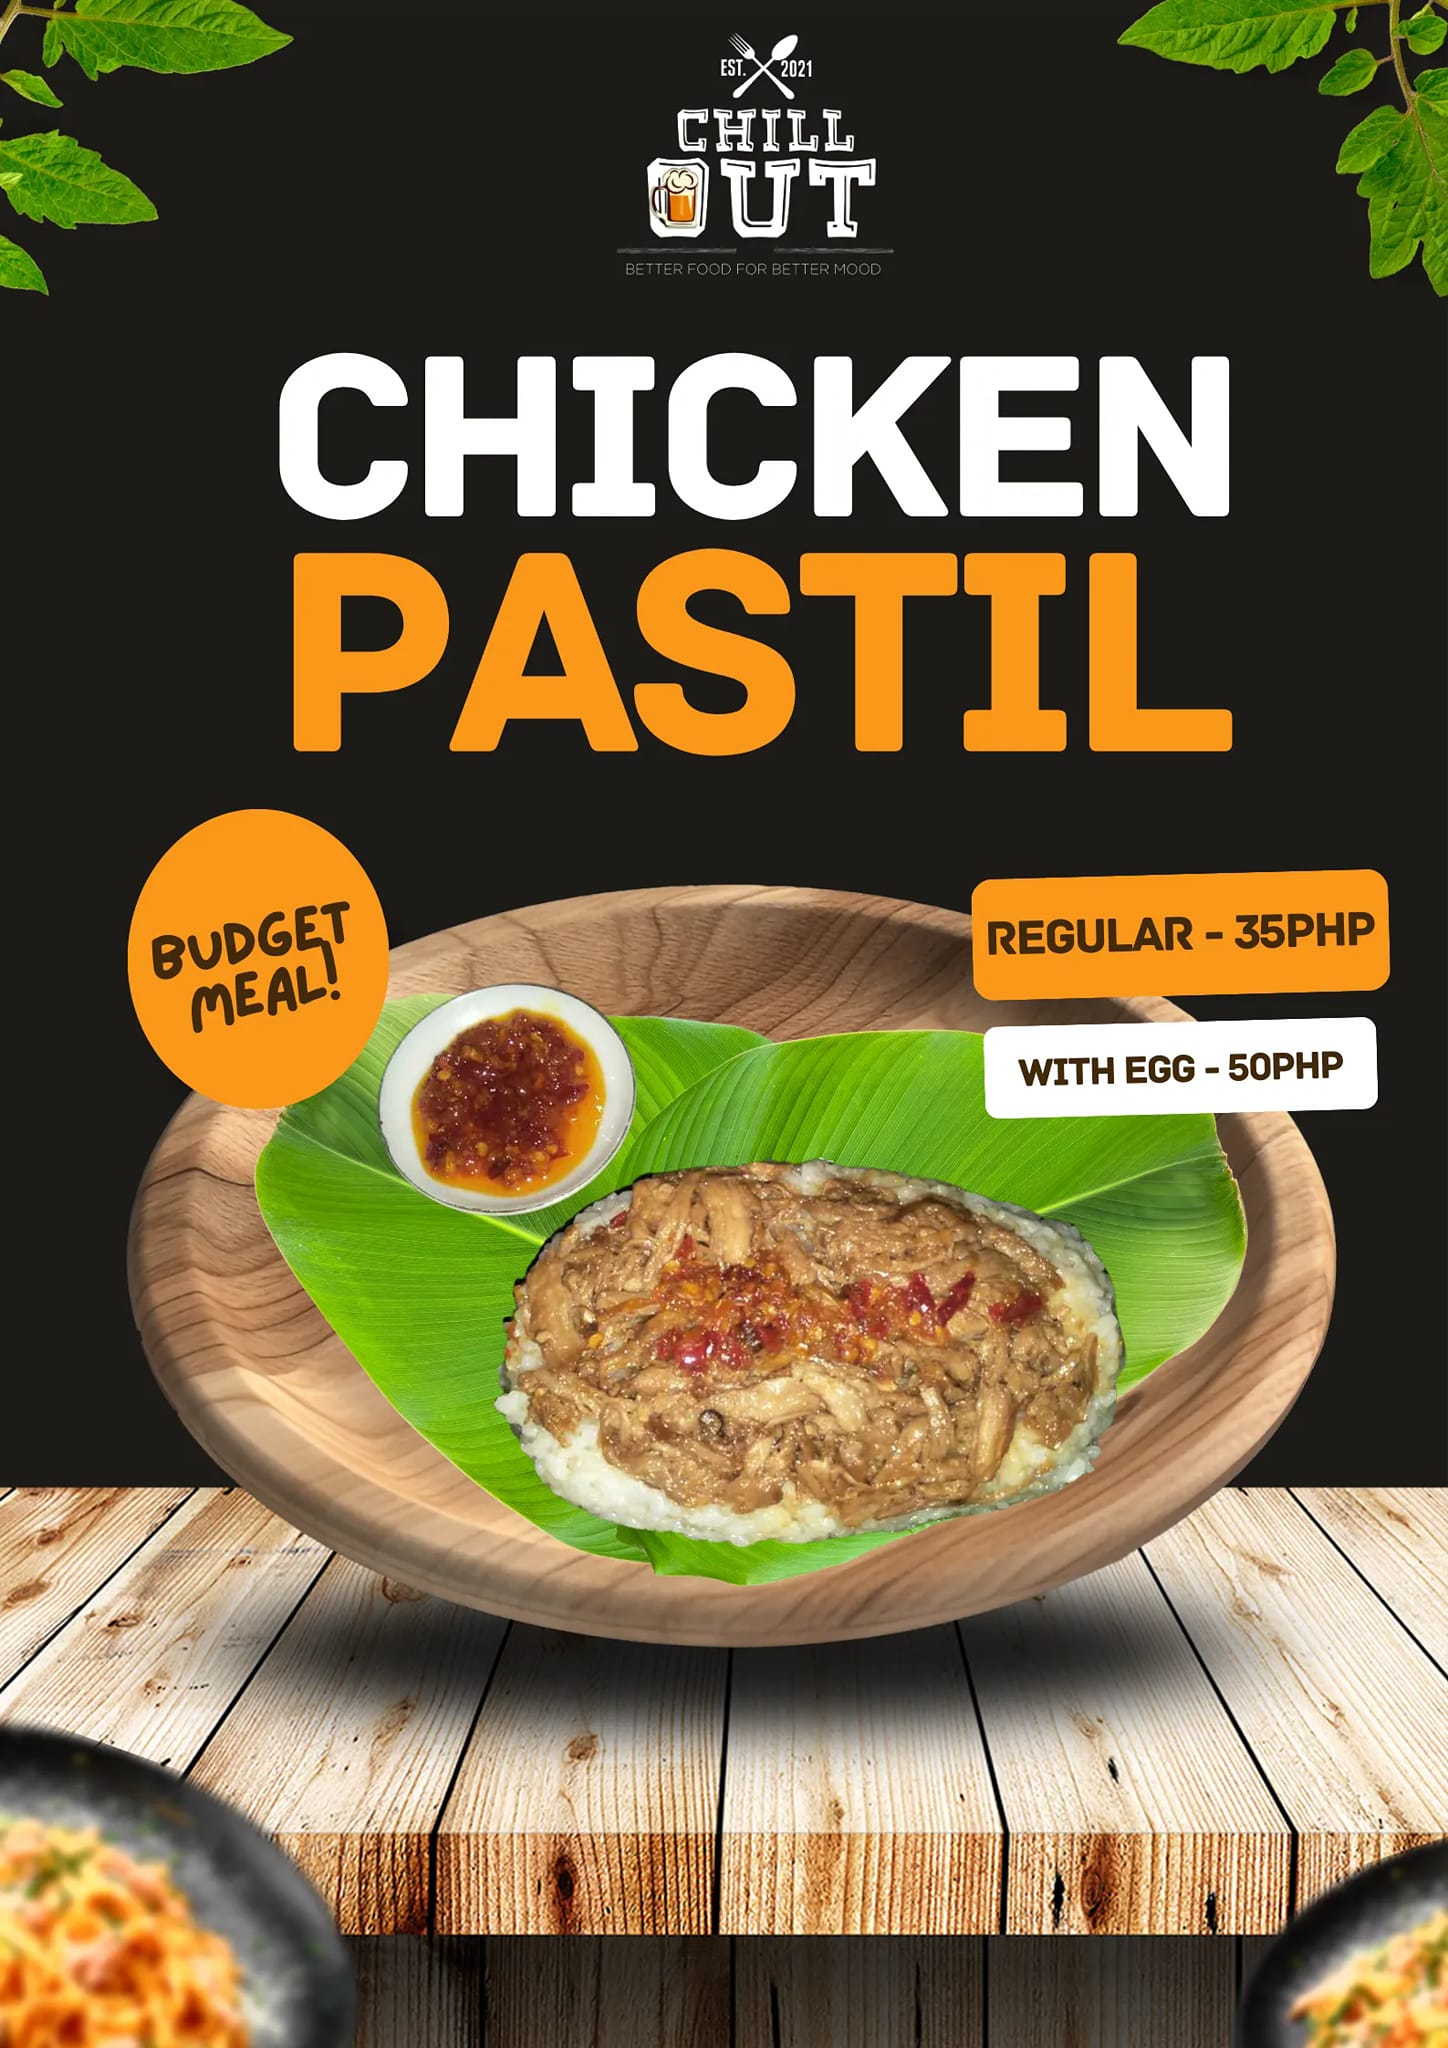 EST. 2021
CHILL
OUT
BETTER FOOD FOR BETTER MOOD
CHICKEN
PASTIL
BUDGET
MEAL!
REGULAR - 35PHP
WITH EGG - 50PHP